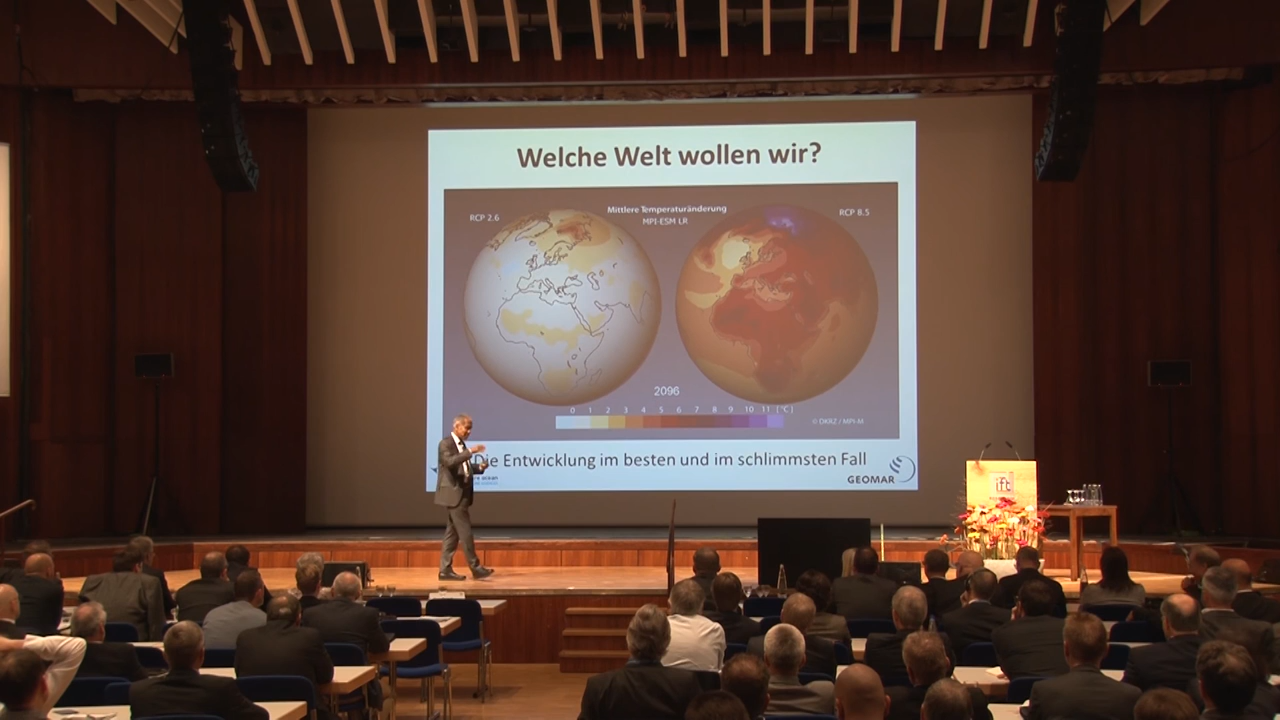 Welche Welt wollen wir?
RCP 2.6
Mittlere Temperaturänderung
RCP 8.5
MPI-ESM LR
2096
0 1 2 3 4 5 6 7 8 9 10 11 [°C]
© DKRZ / MPI-M
Die Entwicklung im besten und im schlimmsten Fall
GEOMAR
ift